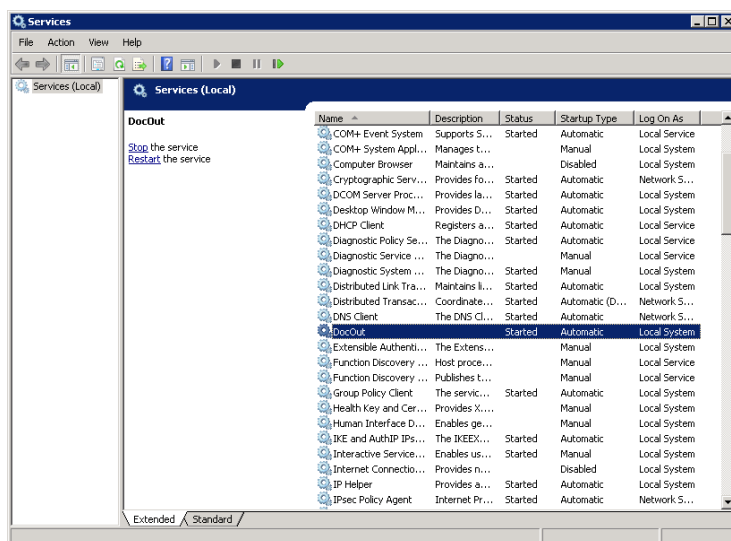 Services
File Action View Help
Services (Local)
Services (Local)
DocOut
Stop the service
Restart the service
Name Description Status Startup Type Log On As
COM+ Event System Supports S... Started Automatic Local Service
COM+ System Appl... Manages t... Manual Local System
Computer Browser Maintains a... Disabled Local System
Cryptographic Serv... Provides fo... Started Automatic Network S...
DCOM Server Proc... Provides la... Started Automatic Local System
Desktop Window M... Provides D... Started Automatic Local System
DHCP Client Registers a... Started Automatic Local Service
Diagnostic Policy Se... The Diagno... Started Automatic Local Service
Diagnostic Service ... The Diagno... Manual Local Service
Diagnostic System ... The Diagno... Started Manual Local System
Distributed Link Tra... Maintains li... Started Automatic Local System
Distributed Transac... Coordinate... Started Automatic (D... Network S...
DNS Client The DNS Cl... Started Automatic Network S...
DocOut Started Automatic Local System
Extensible Authenti... The Extens... Manual Local System
Function Discovery ... Host proce... Manual Local Service
Function Discovery ... Publishes t... Manual Local Service
Group Policy Client The servic... Started Automatic Local System
Health Key and Cer... Provides X.... Manual Local System
Human Interface D... Enables ge... Manual Local System
IKE and AuthIP IPs... The IKEEX... Started Automatic Local System
Interactive Service... Enables us... Started Manual Local System
Internet Connectio... Provides n... Disabled Local System
IP Helper Provides a... Started Automatic Local System
IPsec Policy Agent Internet Pr... Started Automatic Network S...
Extended Standard